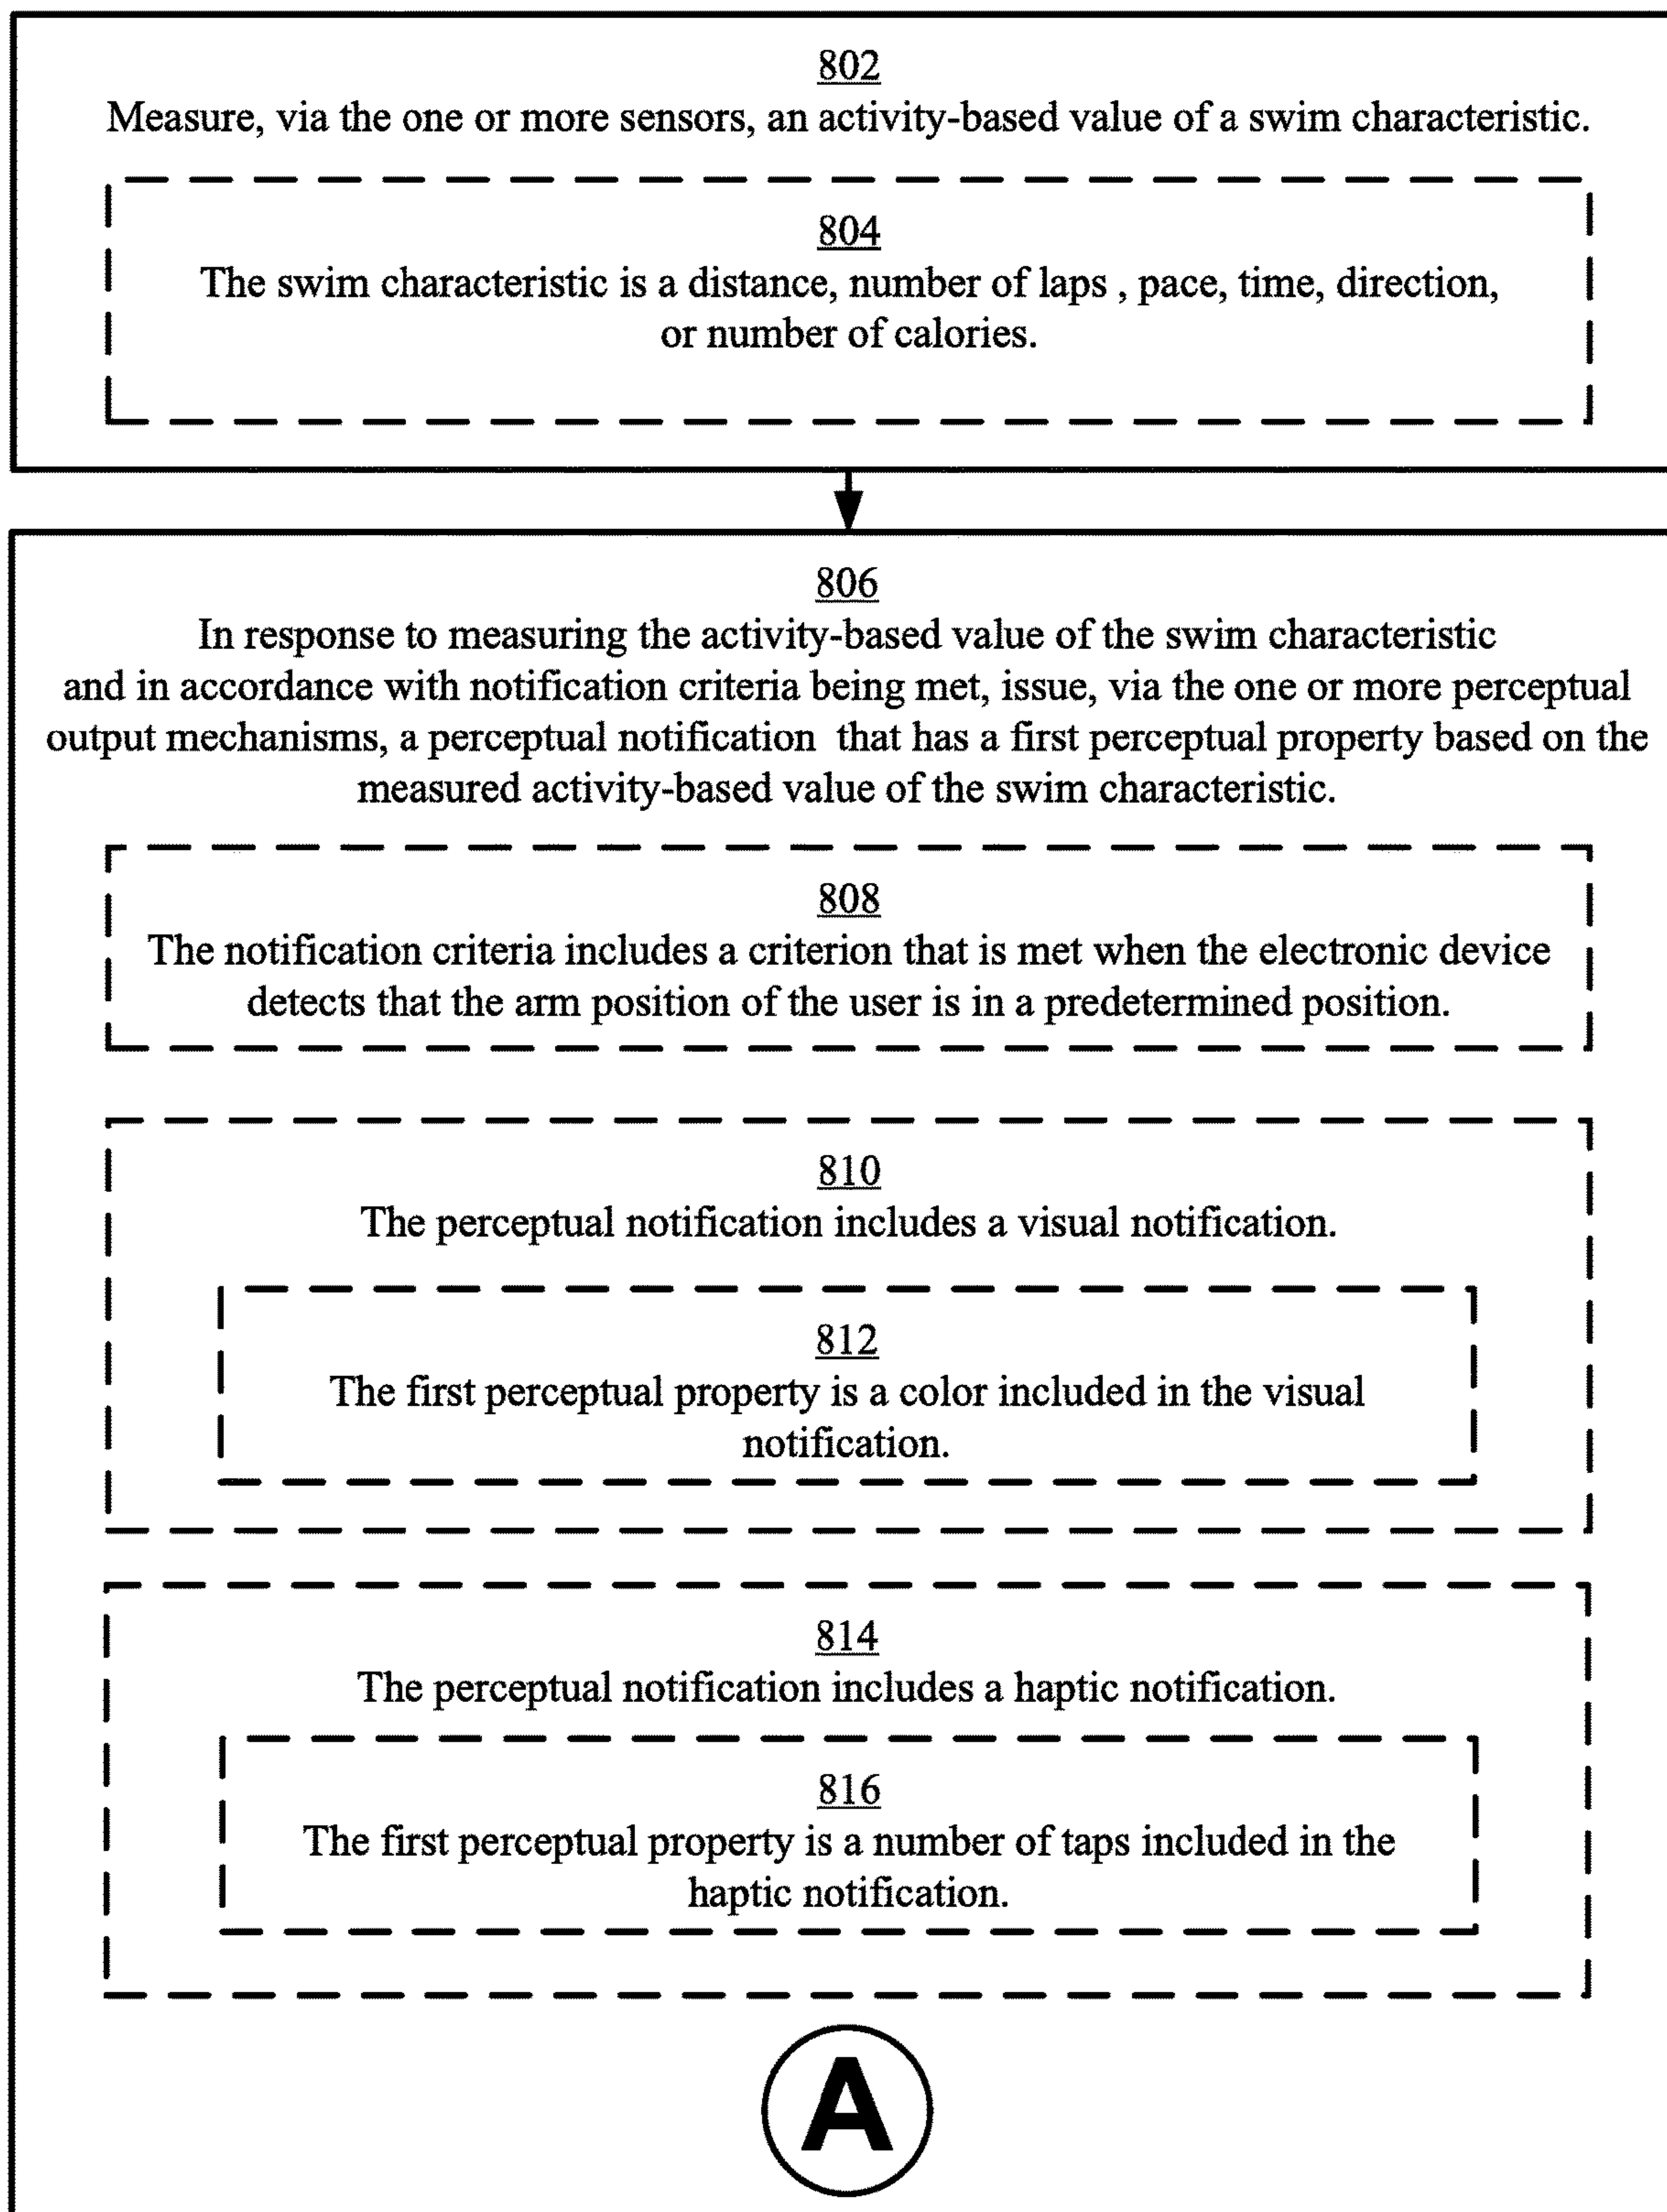 802
Measure, via the one or more sensors, an activity-based value of a swim characteristic.
804
The swim characteristic is a distance, number of laps , pace, time, direction,
or number of calories.
806
In response to measuring the activity-based value of the swim characteristic
and in accordance with notification criteria being met, issue, via the one or more perceptual
output mechanisms, a perceptual notification that has a first perceptual property based on the
measured activity-based value of the swim characteristic.
808
The notification criteria includes a criterion that is met when the electronic device
detects that the arm position of the user is in a predetermined position.
810
The perceptual notification includes a visual notification.
812
The first perceptual property is a color included in the visual
notification.
814
The perceptual notification includes a haptic notification.
816
The first perceptual property is a number of taps included in the
haptic notification.
A